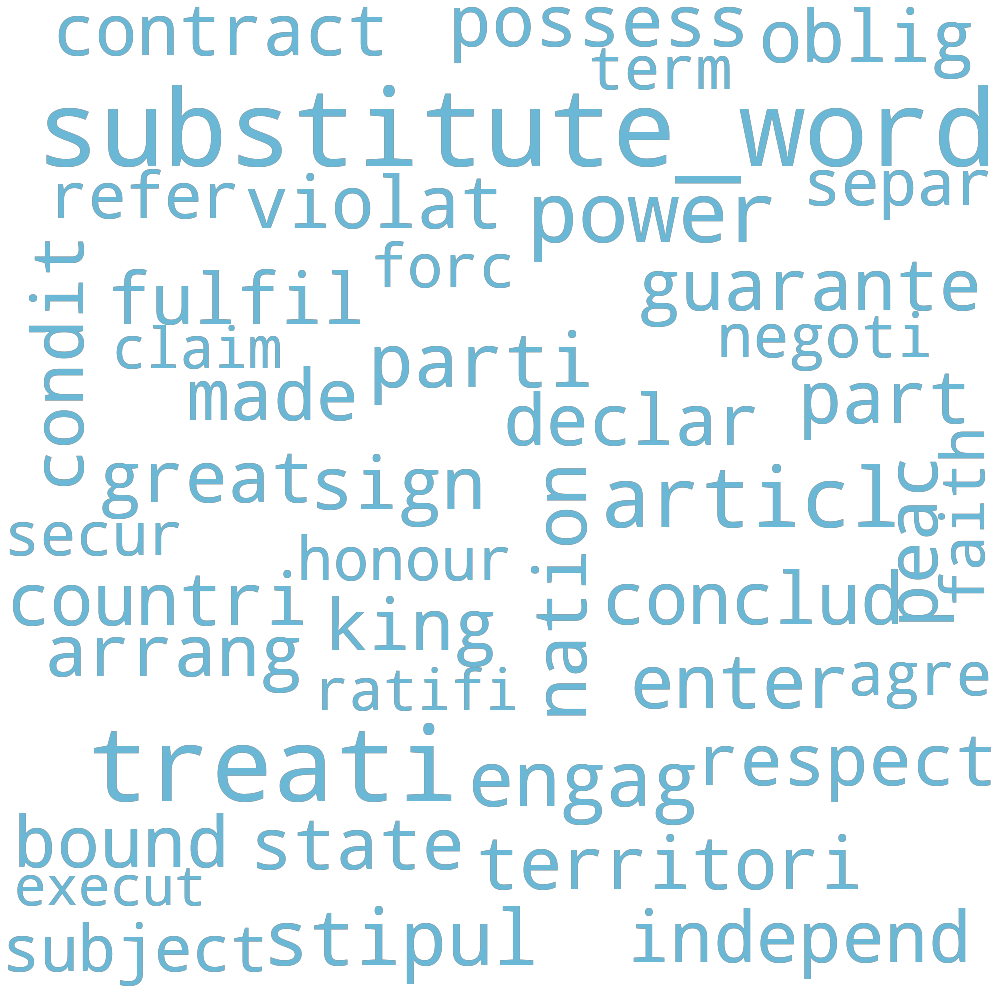 contract possess oblig
term
substitute_word
refer violat power separ
condit fulfil forc guarante
claim parti negoti
made declar part
great sign nation articl peac faith
secur honour
countri king conclud
arrang ratifi enter agre
treati engag respect
bound state territori
execut
subject stipul independ